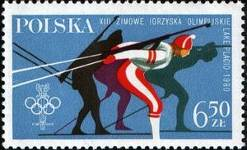 POLSKA
XIII ZIMOWE IGRZYSKA OLIMPIJSKIE
LAKE PLACID 1980
6.50
ZŁ